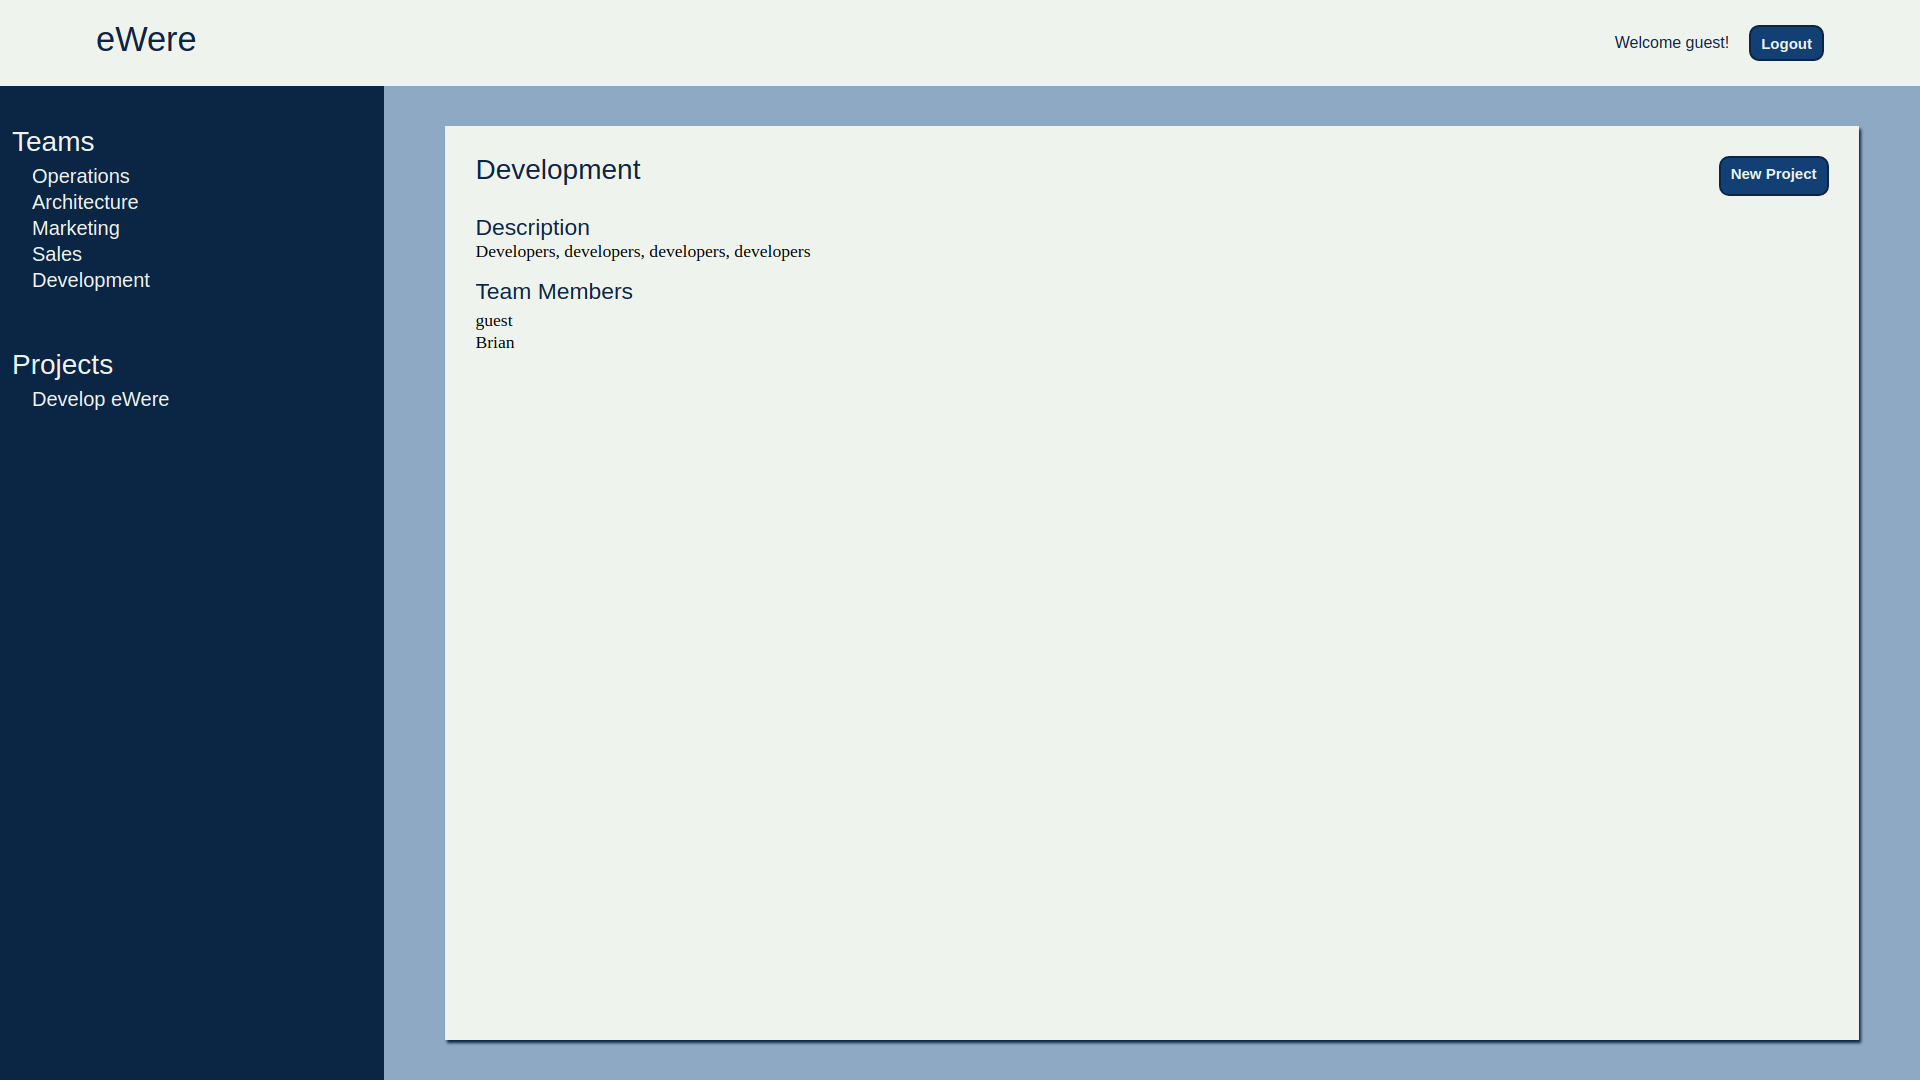 eWere
Welcome guest!
Logout
Teams
Operations
Architecture
Marketing
Sales
Development
Projects
Develop eWere
Development
New Project
Description
Developers, developers, developers, developers
Team Members
guest
Brian